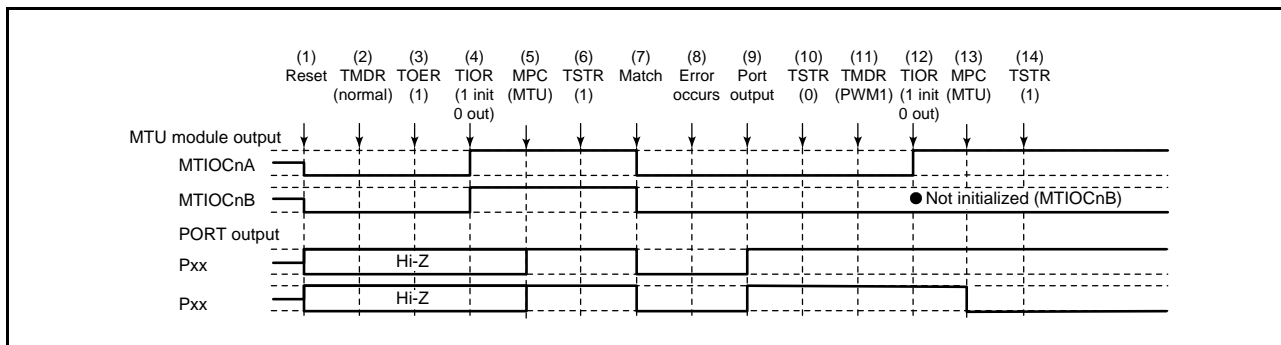 (1) (2) (3) (4) (5) (6) (7) (8) (9) (10) (11) (12) (13) (14)
Reset TMDR TOER TIOR MPC TSTR Match Error Port TSTR TMDR TIOR MPC TSTR
(normal) (1) (1 init (MTU) (1) occurs output (0) (PWM1) (1 init (MTU) (1)
0 out) 0 out)
MTU module output
MTIOCnA
MTIOCnB
● Not initialized (MTIOCnB)
PORT output
Pxx
Hi-Z
Pxx
Hi-Z